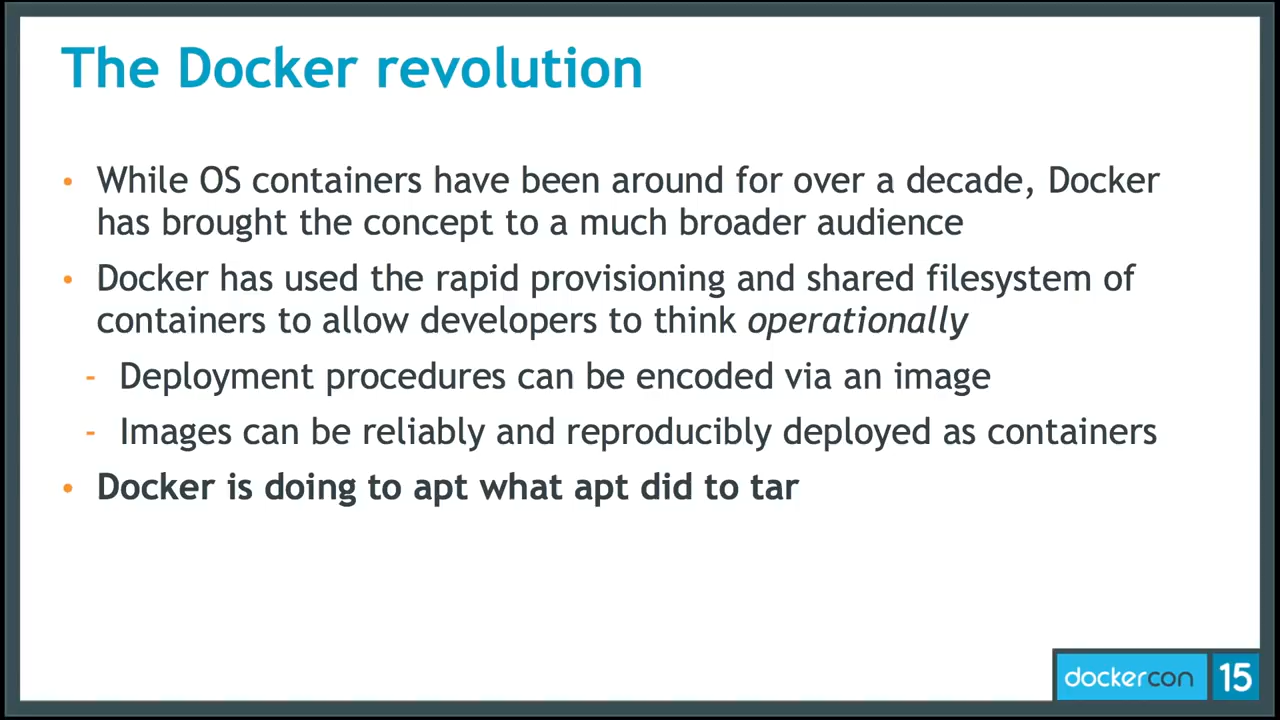 The Docker revolution
• While OS containers have been around for over a decade, Docker
has brought the concept to a much broader audience
• Docker has used the rapid provisioning and shared filesystem of
containers to allow developers to think operationally
- Deployment procedures can be encoded via an image
- Images can be reliably and reproducibly deployed as containers
• Docker is doing to apt what apt did to tar
dockercon 15